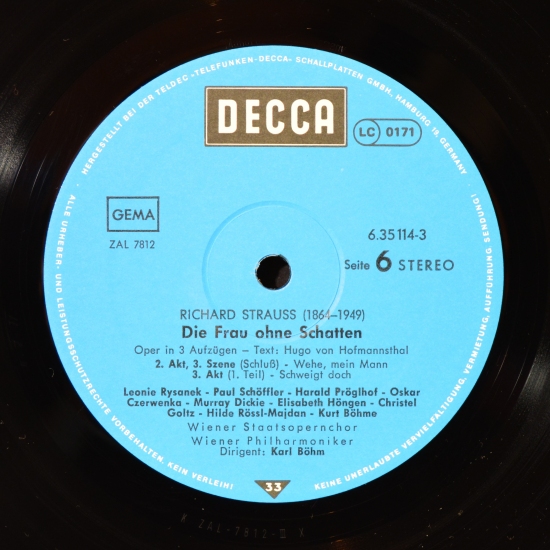 HERGESTELLT BEI DER TELDEC »TELEFUNKEN-DECCA« SCHALLPLATTEN GMBH, HAMBURG 19, GERMANY
DECCA
LC 0171
GEMA
ZAL 7812
6.35114-3
Seite 6 STEREO
RICHARD STRAUSS (1864-1949)
Die Frau ohne Schatten
Oper in 3 Aufzügen - Text: Hugo von Hofmannsthal
2. Akt, 3. Szene (Schluß) - Wehe, mein Mann
3. Akt (1. Teil) - Schweigt doch
Leonie Rysanek - Paul Schöffler - Harald Pröglhof - Oskar
Czerwenka - Murray Dickie - Elisabeth Höngen - Christel
Goltz - Hilde Rössl-Majdan - Kurt Böhme
Wiener Staatsopernchor
Wiener Philharmoniker
Dirigent: Karl Böhm
33
ALLE URHEBER- UND LEISTUNGSSCHUTZRECHTE VORBEHALTEN. KEIN VERLEIH!
KEINE UNERLAUBTE VERVIELFÄLTIGUNG, VERMIETUNG, AUFFÜHRUNG, SENDUNG!
ZAL-7812-